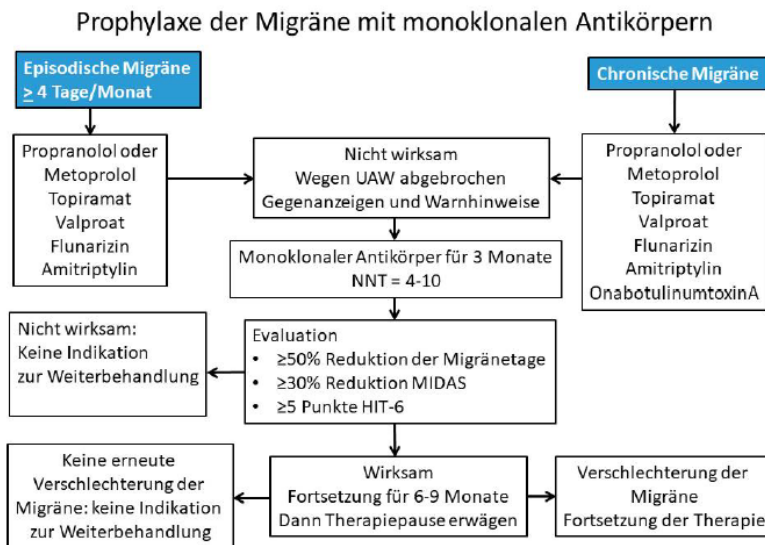 Prophylaxe der Migräne mit monoklonalen Antikörpern
Episodische Migräne
≥ 4 Tage/Monat
Chronische Migräne
Propranolol oder
Metoprolol
Topiramat
Valproat
Flunarizin
Amitriptylin
Nicht wirksam
Wegen UAW abgebrochen
Gegenanzeigen und Warnhinweise
Propranolol oder
Metoprolol
Topiramat
Valproat
Flunarizin
Amitriptylin
OnabotulinumtoxinA
Monoklonaler Antikörper für 3 Monate
NNT = 4-10
Nicht wirksam:
Keine Indikation
zur Weiterbehandlung
Evaluation
• ≥50% Reduktion der Migränetage
• ≥30% Reduktion MIDAS
• ≥5 Punkte HIT-6
Keine erneute
Verschlechterung der
Migräne: keine Indikation
zur Weiterbehandlung
Wirksam
Fortsetzung für 6-9 Monate
Dann Therapiepause erwägen
Verschlechterung der
Migräne
Fortsetzung der Therapie